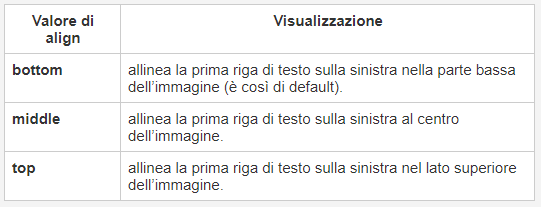 Valore di
align
Visualizzazione
bottom
allinea la prima riga di testo sulla sinistra nella parte bassa
dell'immagine (è così di default).
middle
allinea la prima riga di testo sulla sinistra al centro
dell'immagine.
top
allinea la prima riga di testo sulla sinistra nel lato superiore
dell'immagine.